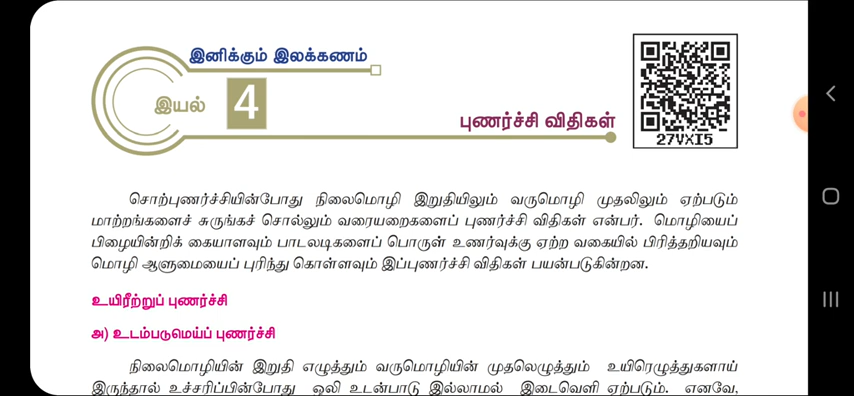 இனிக்கும் இலக்கணம்
இயல் 4
புணர்ச்சி விதிகள்
27VXI5
சொற்புணர்ச்சியின்போது நிலைமொழி இறுதியிலும் வருமொழி முதலிலும் ஏற்படும்
மாற்றங்களைச் சுருங்கச் சொல்லும் வரையறைகளைப் புணர்ச்சி விதிகள் என்பர். மொழியைப்
பிழையின்றிக் கையாளவும் பாடலடிகளைப் பொருள் உணர்வுக்கு ஏற்ற வகையில் பிரித்தறியவும்
மொழி ஆளுமையைப் புரிந்து கொள்ளவும் இப்புணர்ச்சி விதிகள் பயன்படுகின்றன.
உயிரீற்றுப் புணர்ச்சி
அ) உடம்படுமெய்ப் புணர்ச்சி
நிலைமொழியின் இறுதி எழுத்தும் வருமொழியின் முதலெழுத்தும் உயிரெழுத்துகளாய்
இருந்தால் உச்சரிப்பின்போது ஒலி உடன்பாடு இல்லாமல் இடைவெளி ஏற்படும். எனவே,